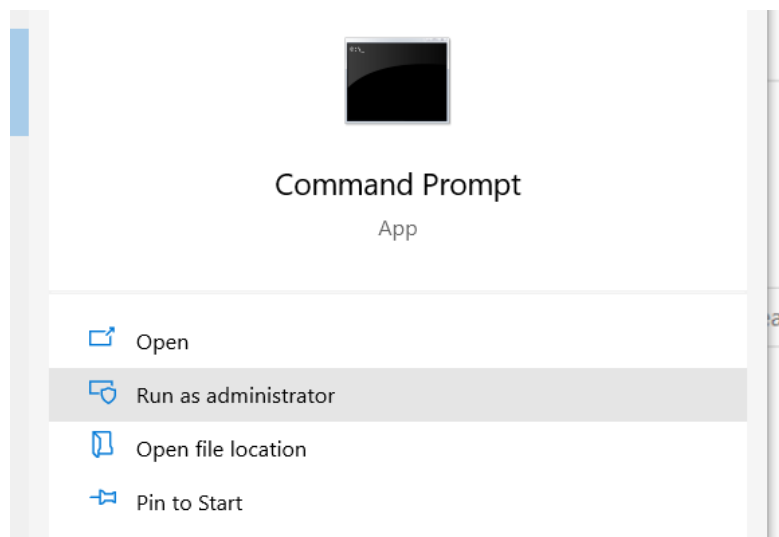 Command Prompt
App
Open
Run as administrator
Open file location
Pin to Start